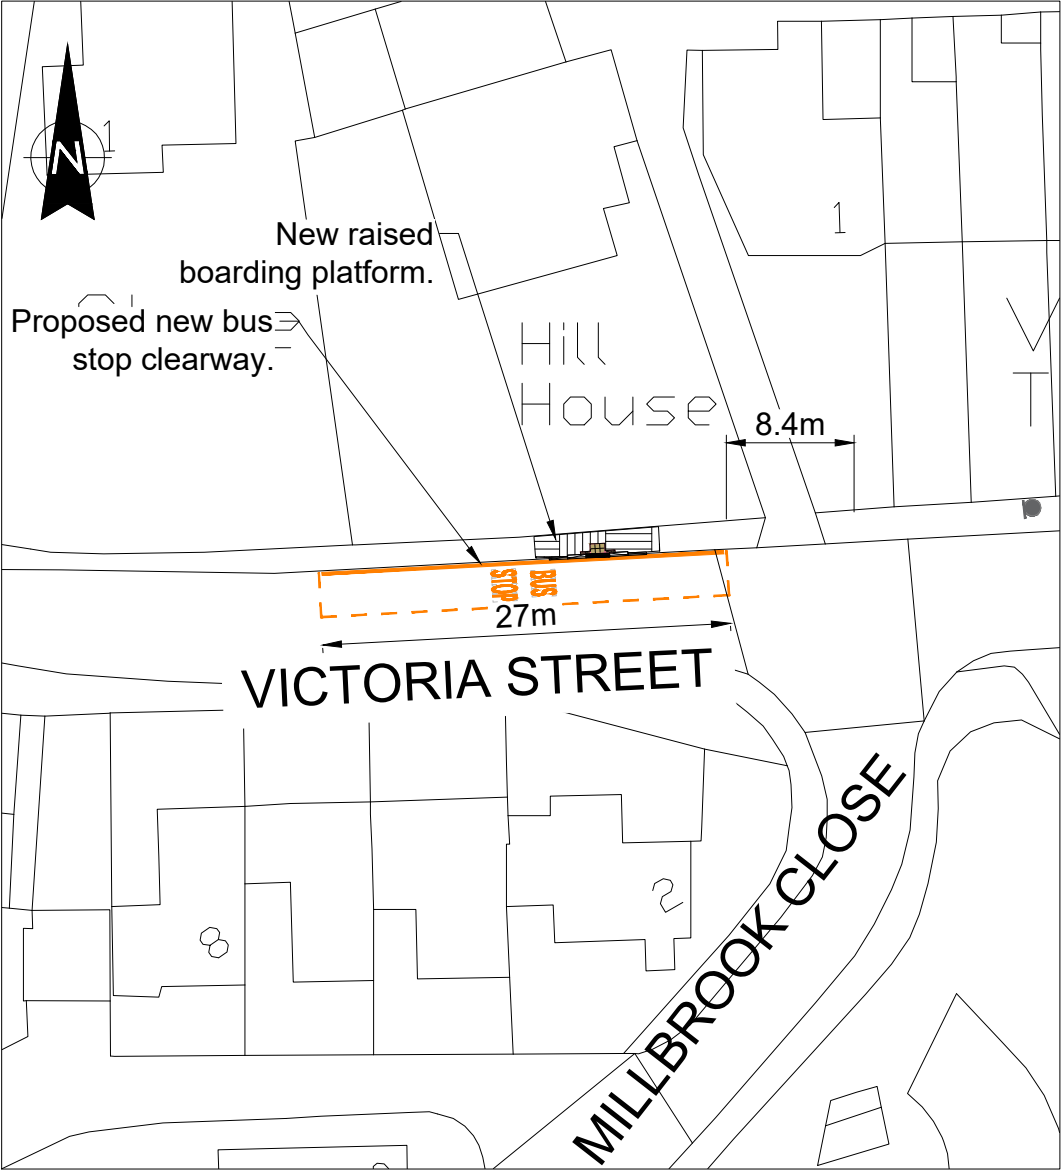 1
N
New raised
boarding platform.
1
Proposed new bus
stop clearway.
Hill
House
8.4m
BUS
STOP
27m
VICTORIA STREET
MILLBROOK CLOSE
2
8